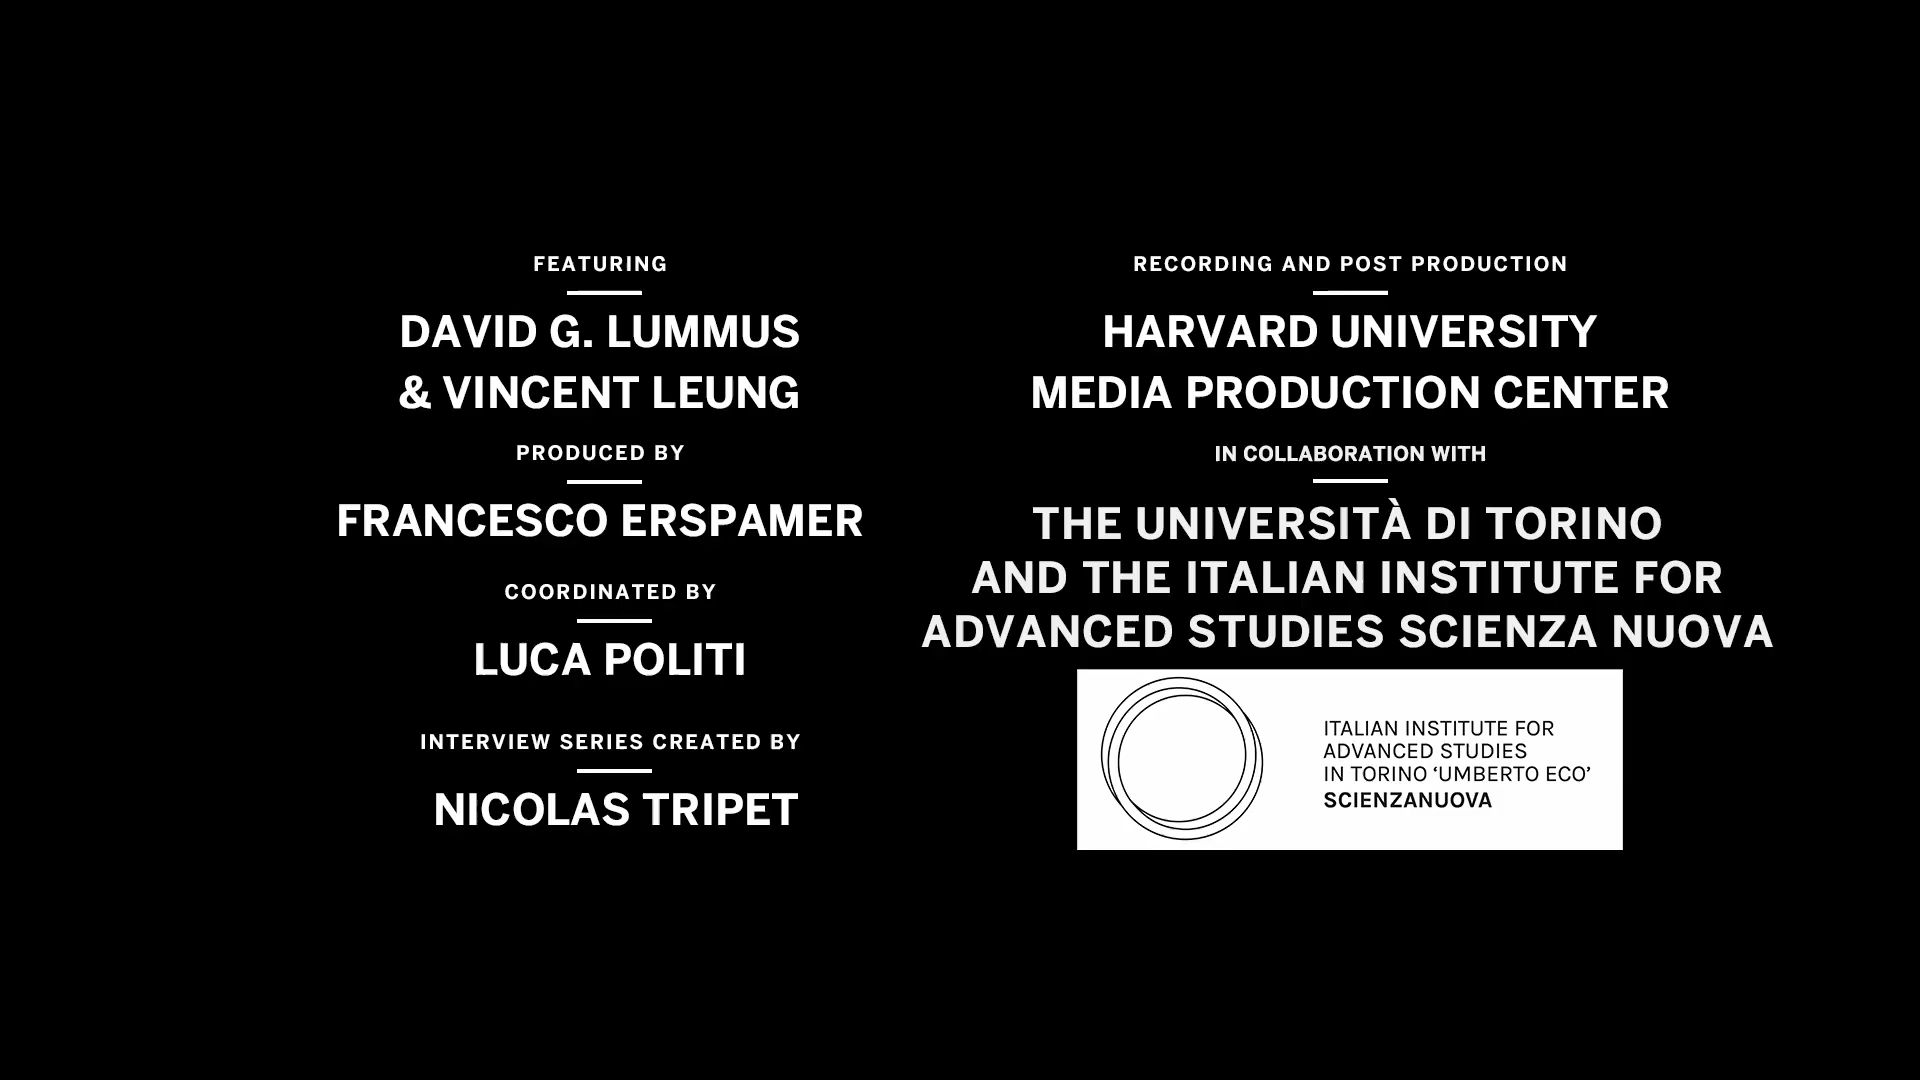 FEATURING
DAVID G. LUMMUS
& VINCENT LEUNG
PRODUCED BY
FRANCESCO ERSPAMER
COORDINATED BY
LUCA POLITI
INTERVIEW SERIES CREATED BY
NICOLAS TRIPET
RECORDING AND POST PRODUCTION
HARVARD UNIVERSITY
MEDIA PRODUCTION CENTER
IN COLLABORATION WITH
THE UNIVERSITÀ DI TORINO
AND THE ITALIAN INSTITUTE FOR
ADVANCED STUDIES SCIENZA NUOVA
ITALIAN INSTITUTE FOR
ADVANCED STUDIES
IN TORINO ‘UMBERTO ECO’
SCIENZANUOVA